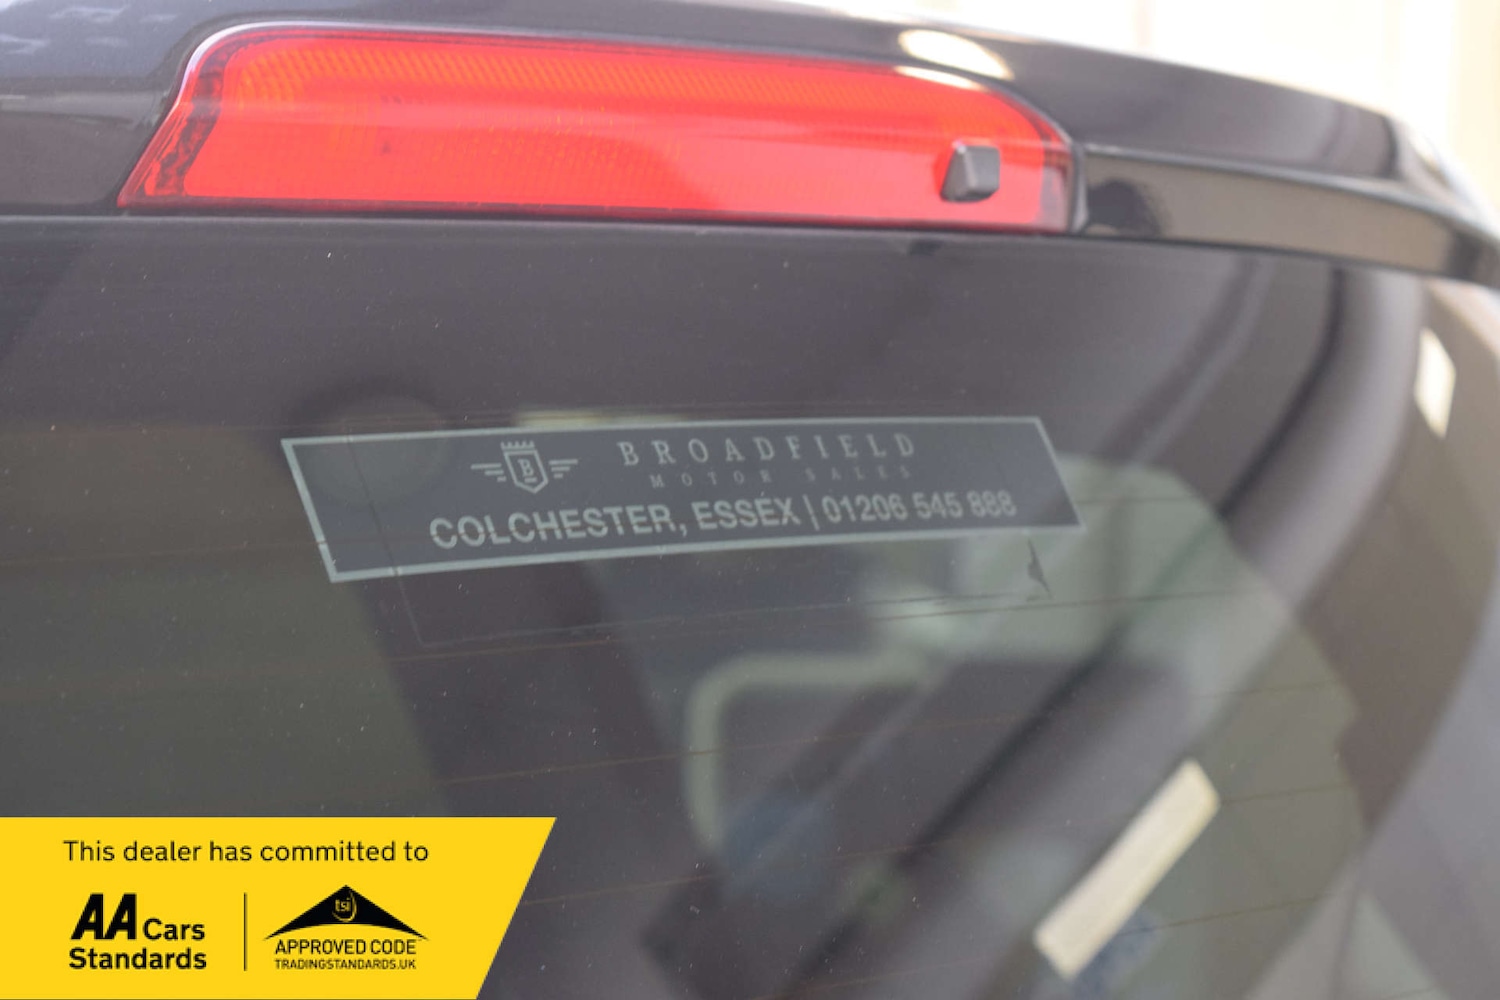 B
BROADFIELD
MOTOR SALES
COLCHESTER, ESSEX | 01206 545 888
This dealer has committed to
AA Cars
Standards
tsi
APPROVED CODE
TRADINGSTANDARDS.UK